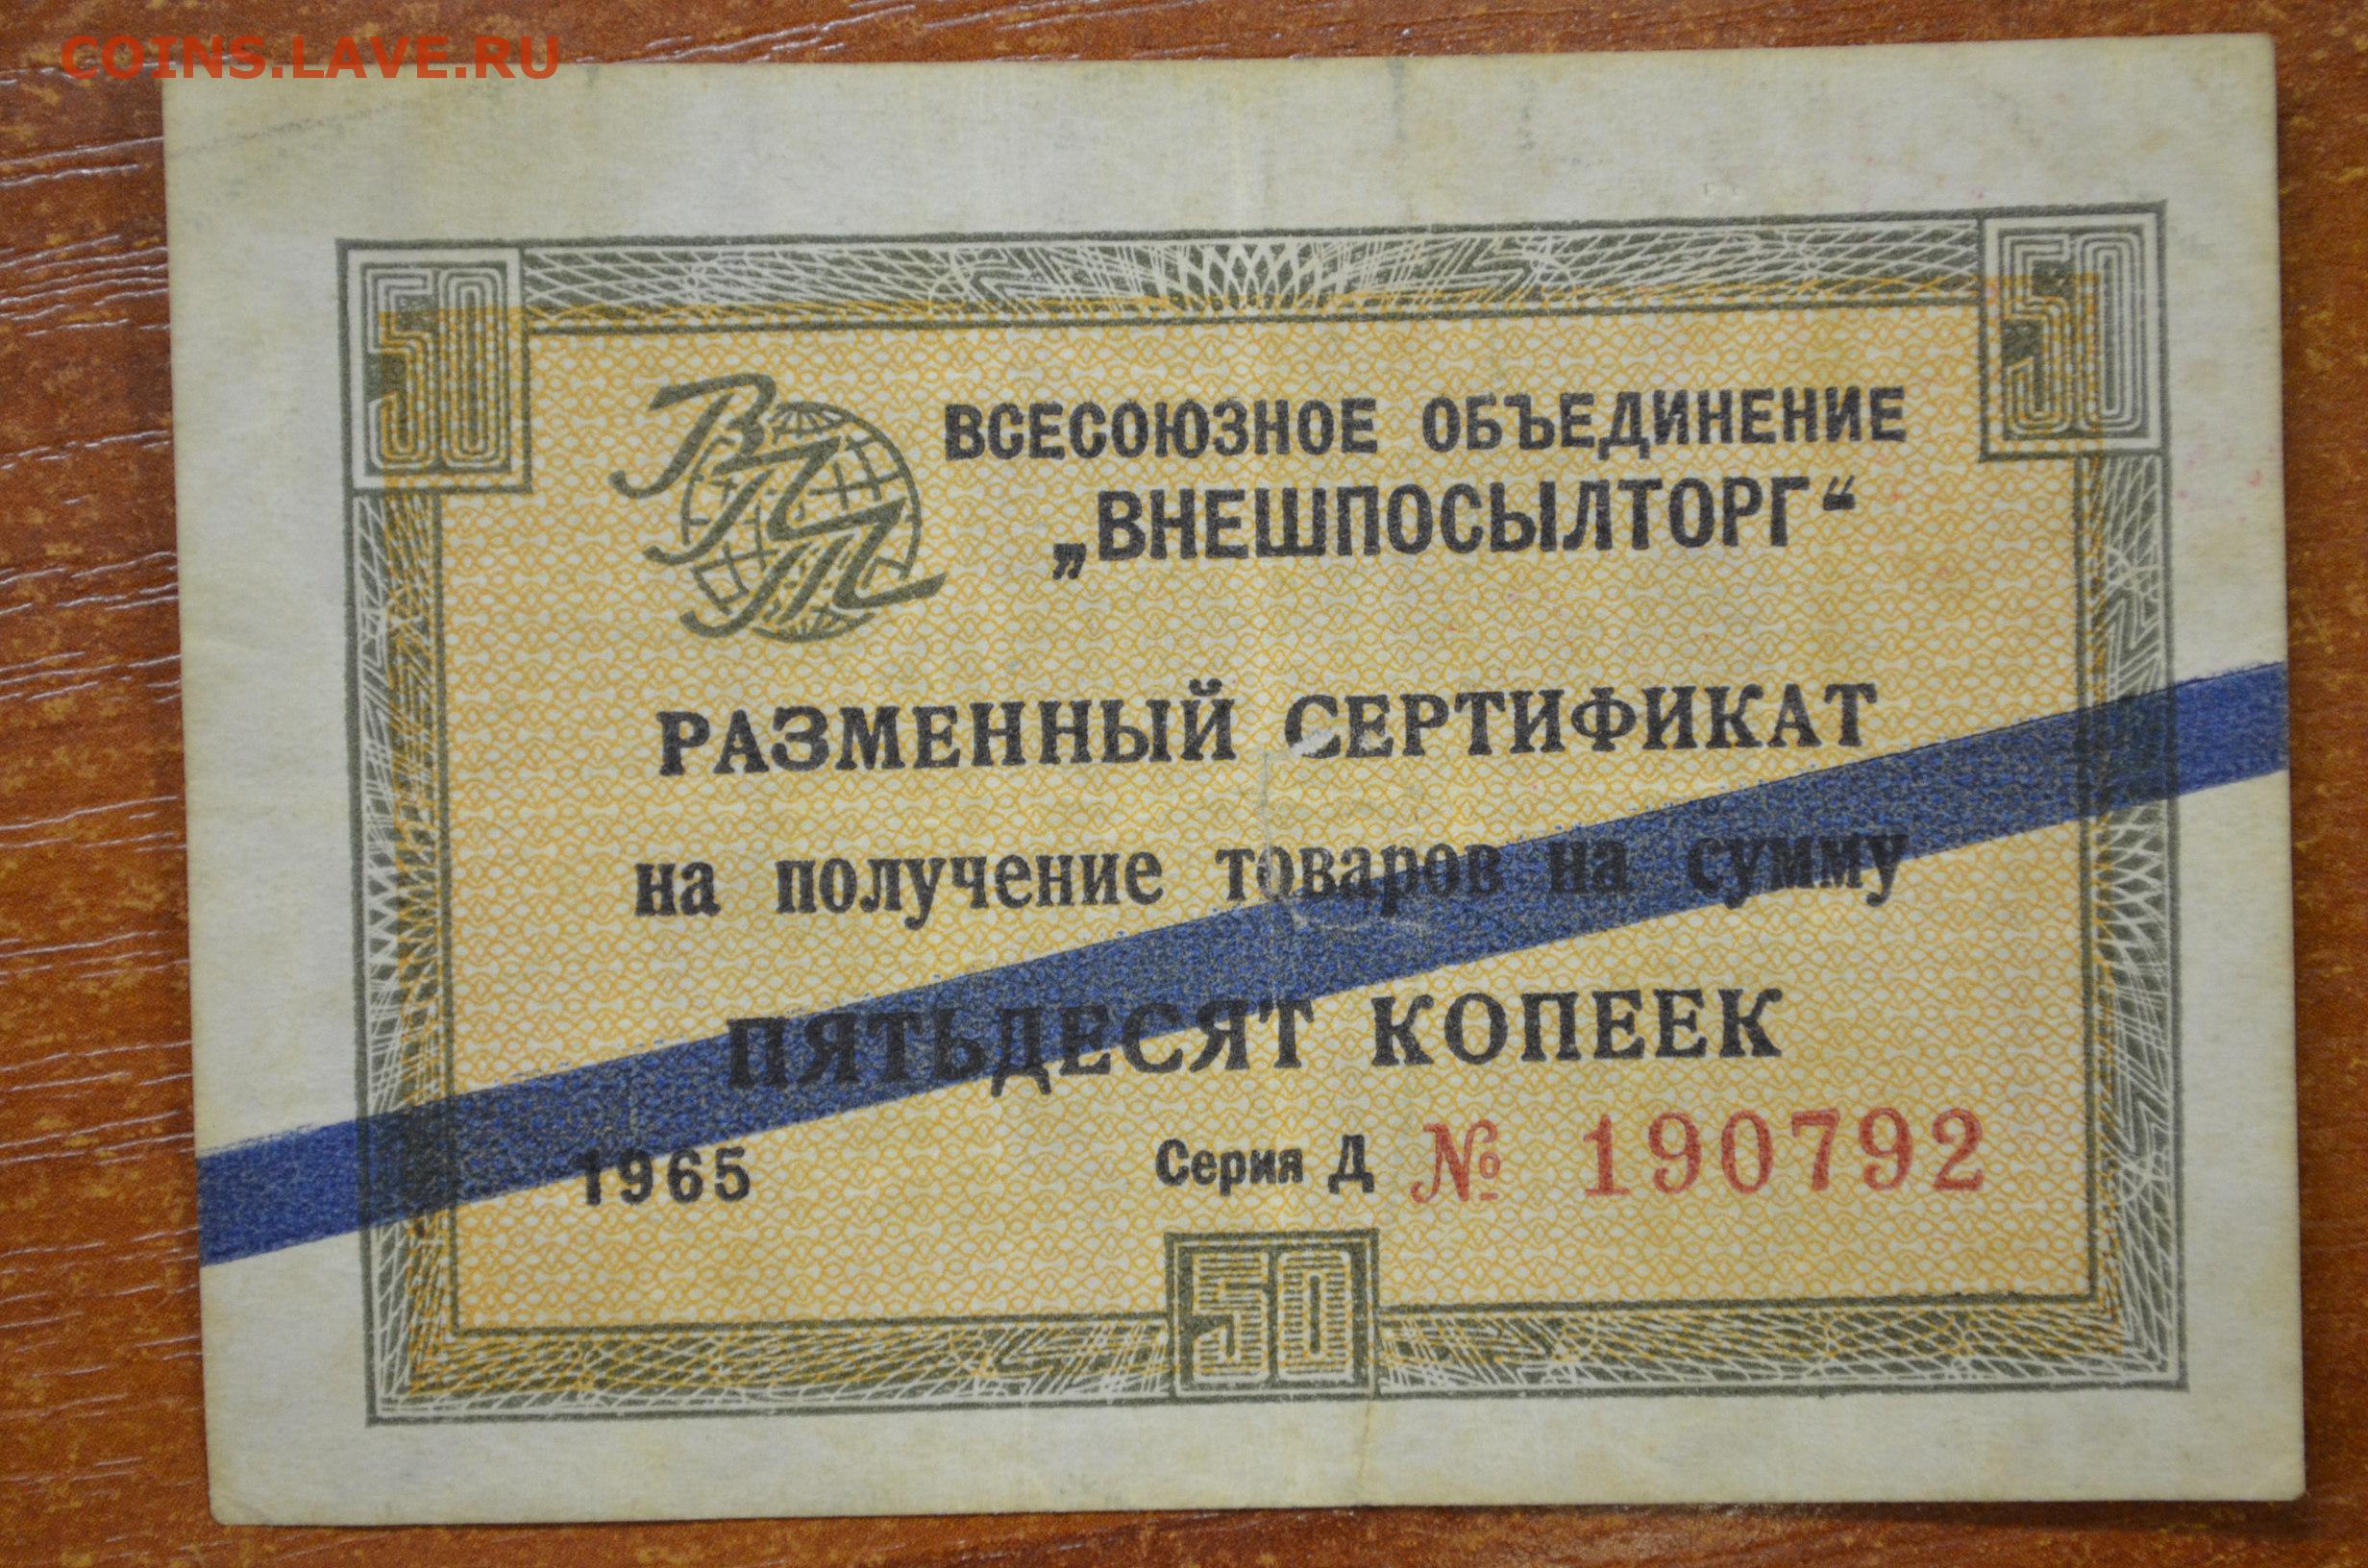 COINS.LAVE.RU
50
50
ВПТ
ВСЕСОЮЗНОЕ ОБЪЕДИНЕНИЕ
„ВНЕШПОСЫЛТОРГ“
РАЗМЕННЫЙ СЕРТИФИКАТ
на получение товаров на сумму
ПЯТЬДЕСЯТ КОПЕЕК
1965
Серия Д № 190792
50